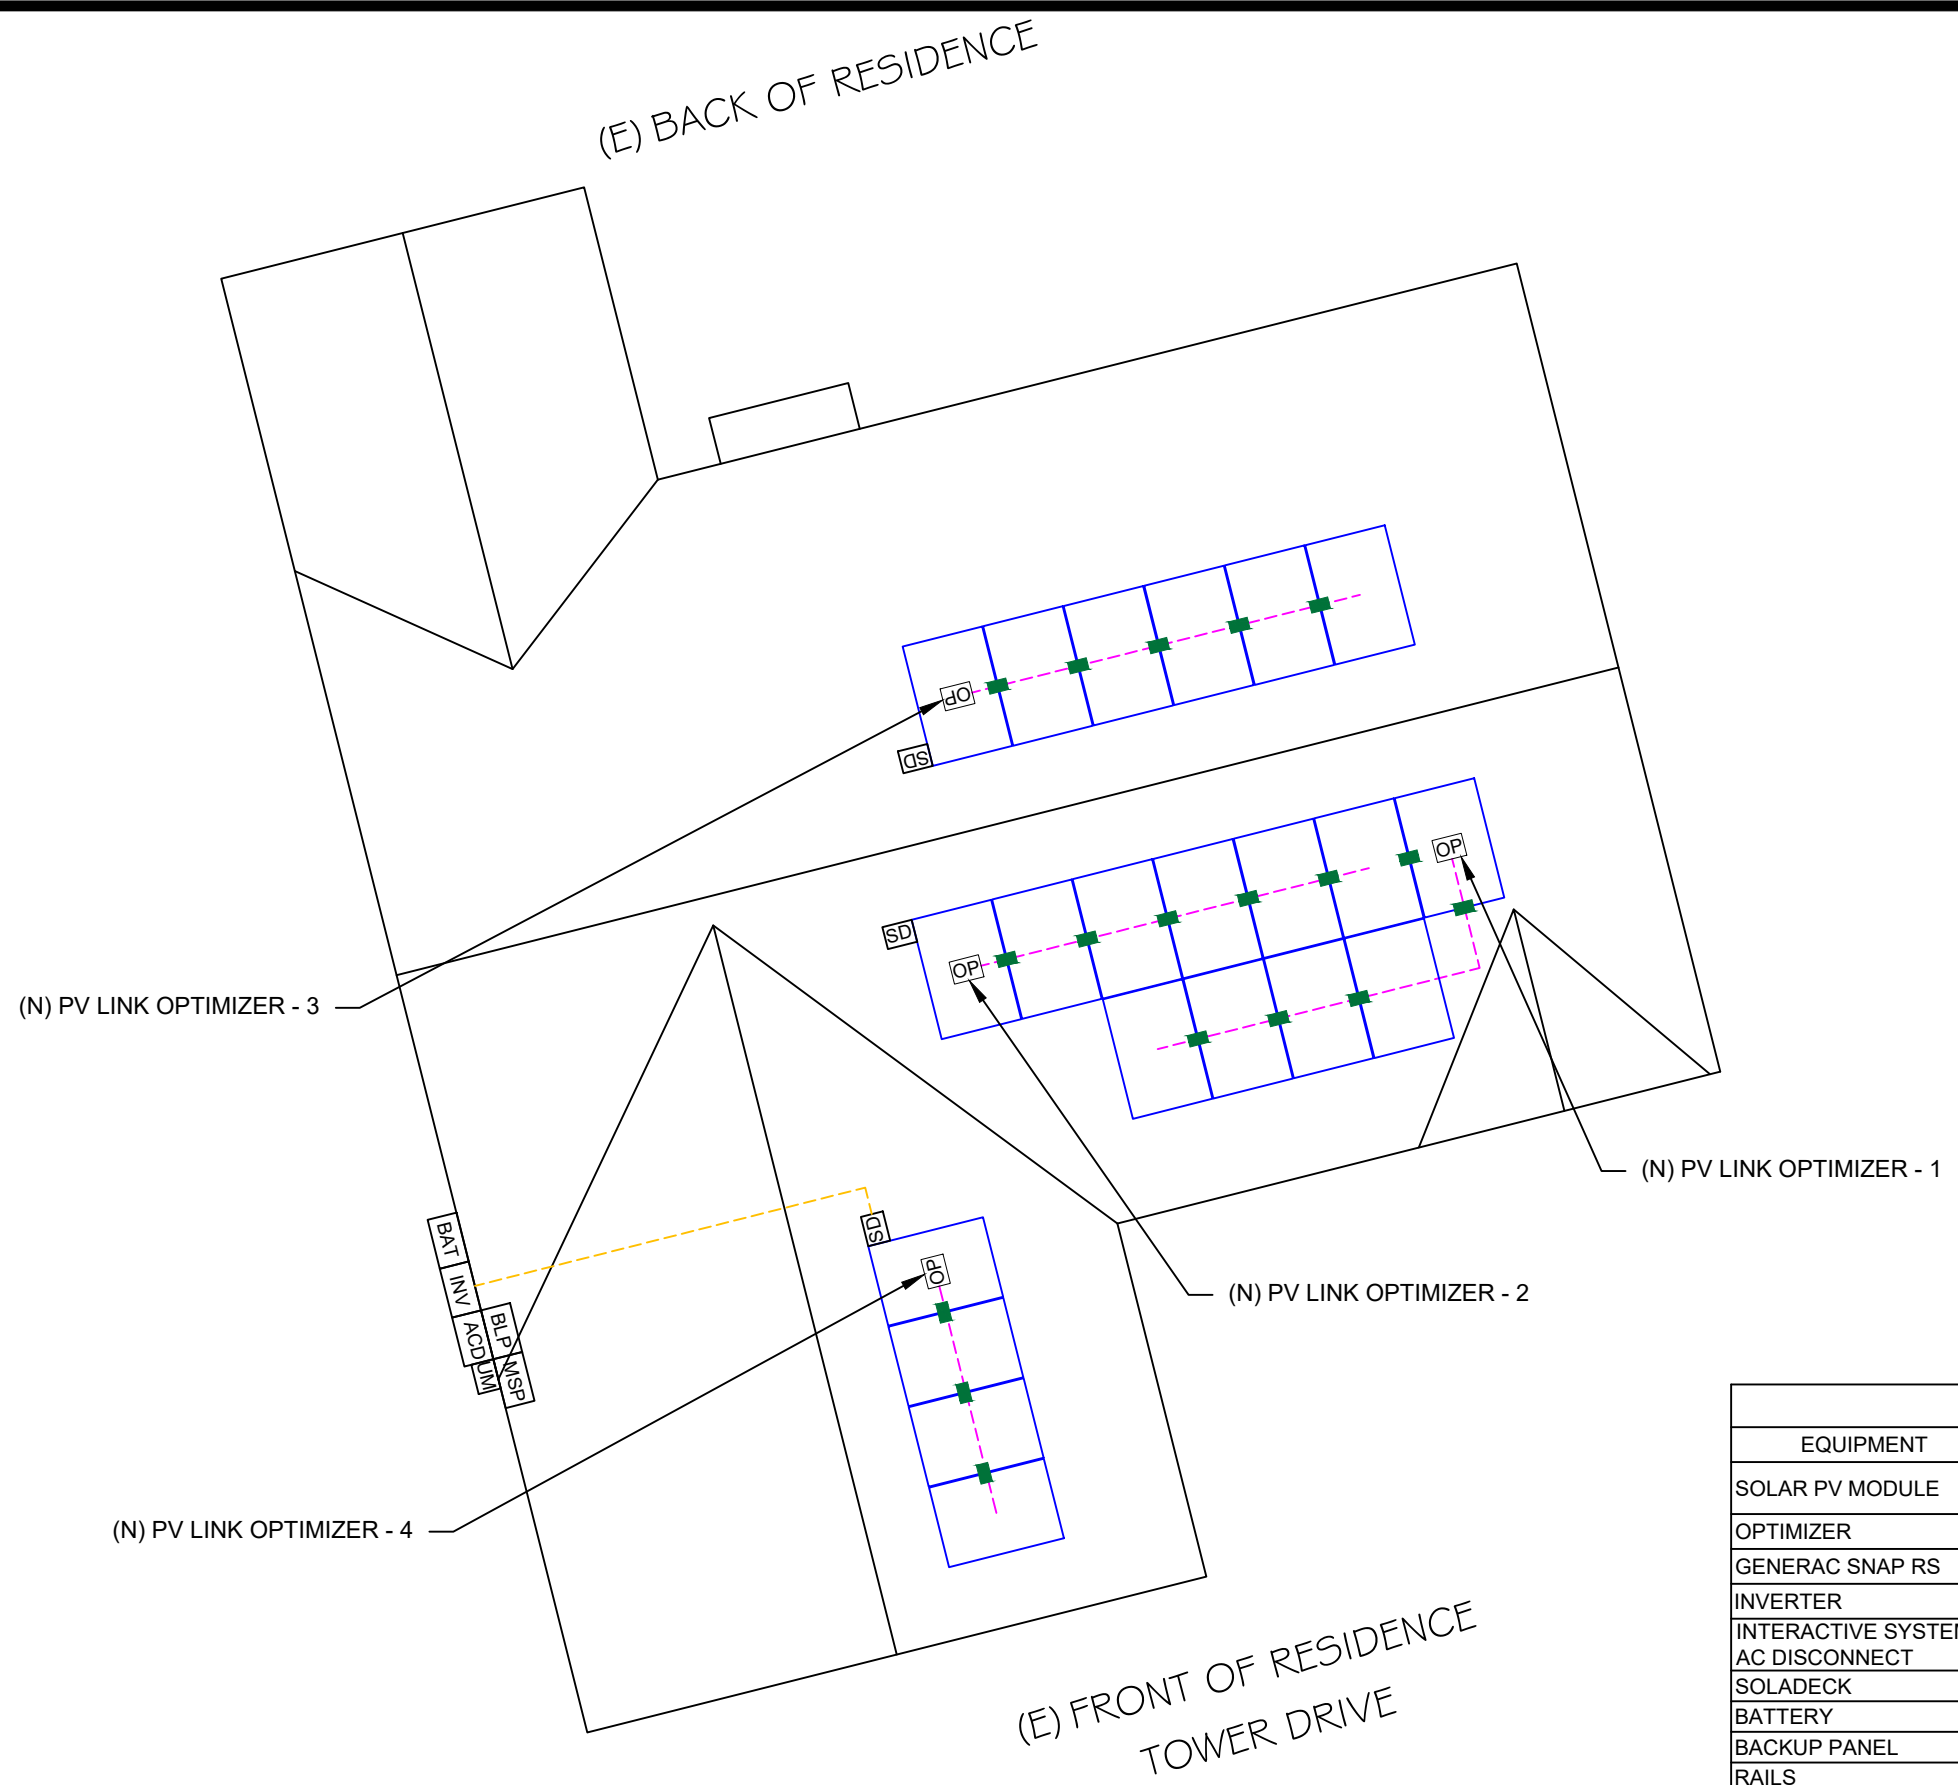 (E) BACK OF RESIDENCE
OP
SD
OP
SD
OP
(N) PV LINK OPTIMIZER - 3
(N) PV LINK OPTIMIZER - 1
SD
OP
BAT
INV
ACD
UM
BLP
MSP
(N) PV LINK OPTIMIZER - 2
(N) PV LINK OPTIMIZER - 4
(E) FRONT OF RESIDENCE
TOWER DRIVE
EQUIPMENT
SOLAR PV MODULE
OPTIMIZER
GENERAC SNAP RS
INVERTER
INTERACTIVE SYSTEM
AC DISCONNECT
SOLADECK
BATTERY
BACKUP PANEL
RAILS